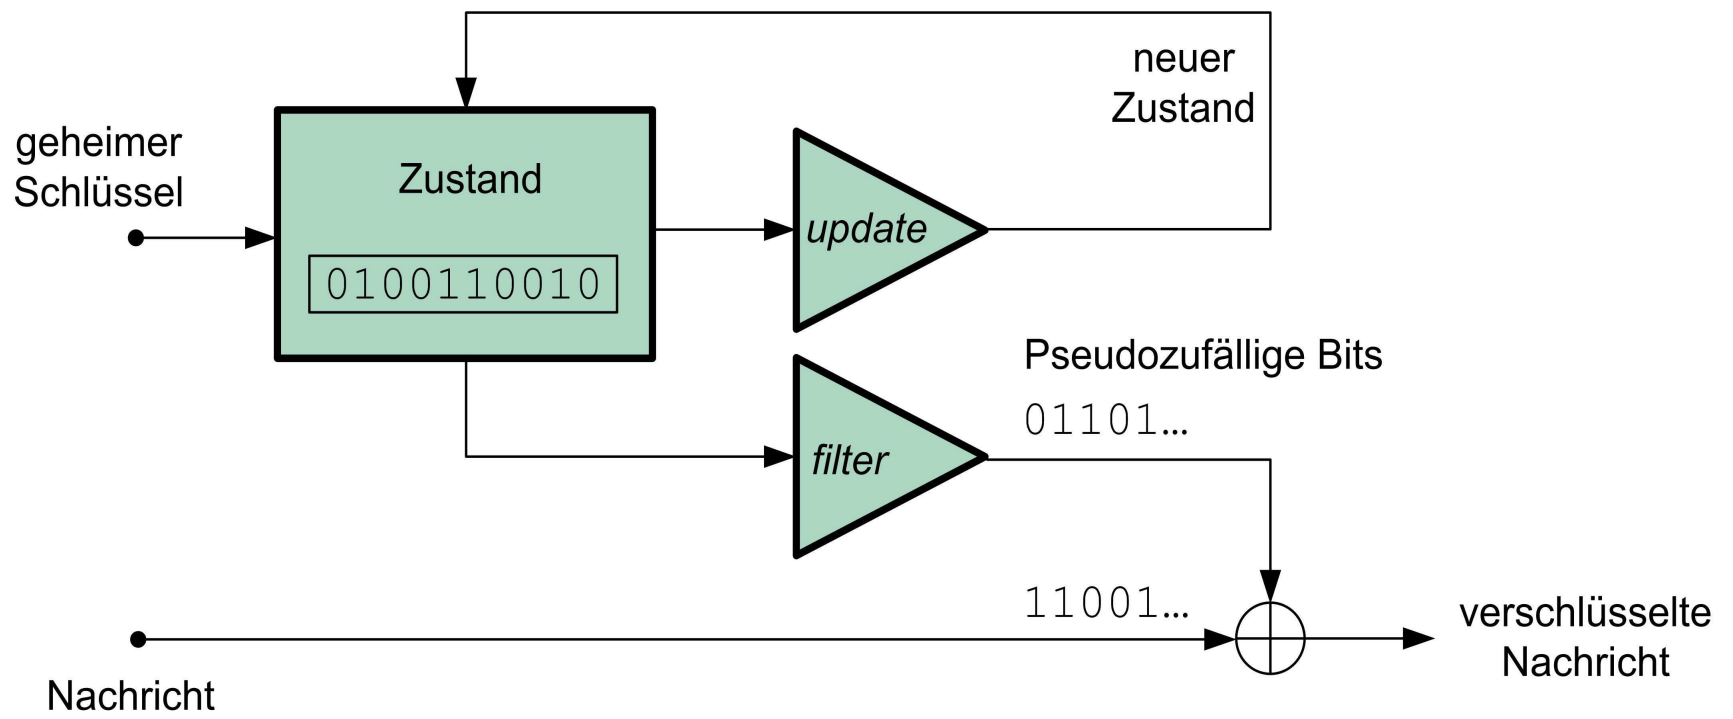 neuer
Zustand
geheimer
Schlüssel
Zustand
update
0100110010
Pseudozufällige Bits
01101...
filter
11001...
verschlüsselte
Nachricht
Nachricht